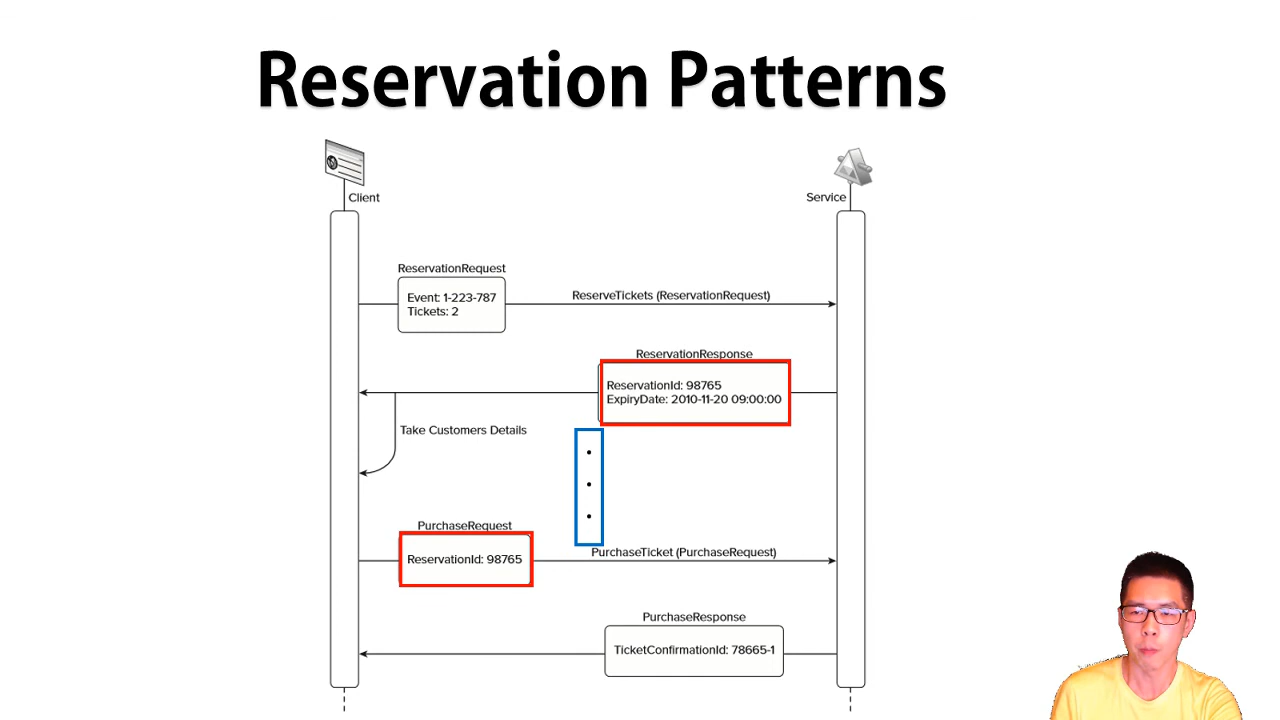 Reservation Patterns
Client
Service
ReservationRequest
Event: 1-223-787
Tickets: 2
ReserveTickets (ReservationRequest)
ReservationResponse
ReservationId: 98765
ExpiryDate: 2010-11-20 09:00:00
Take Customers Details
PurchaseRequest
ReservationId: 98765
PurchaseTicket (PurchaseRequest)
PurchaseResponse
TicketConfirmationId: 78665-1